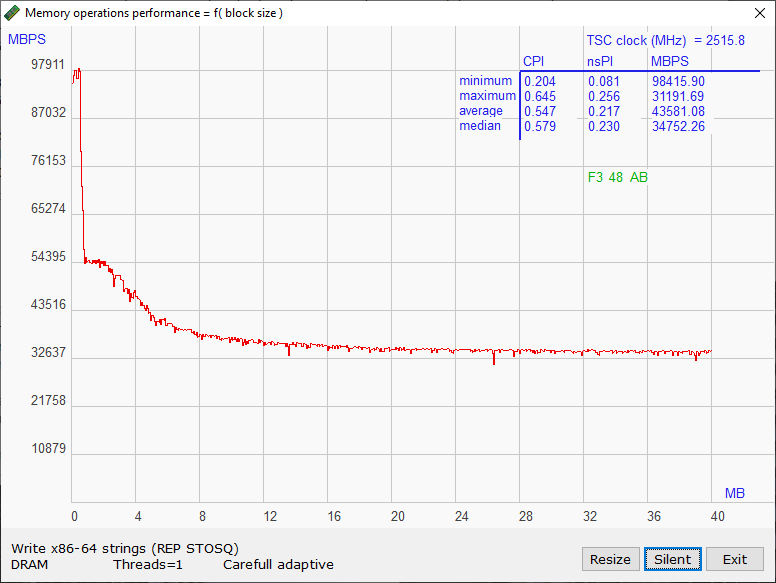 Memory operations performance = f( block size )
MBPS
TSC clock (MHz) = 2515.8
CPI nsPI MBPS
minimum 0.204 0.081 98415.90
maximum 0.645 0.256 31191.69
average 0.547 0.217 43581.08
median 0.579 0.230 34752.26
F3 48 AB
97911
87032
76153
65274
54395
43516
32637
21758
10879
MB
0 4 8 12 16 20 24 28 32 36 40
Write x86-64 strings (REP STOSQ)
DRAM Threads=1 Carefull adaptive
Resize Silent Exit